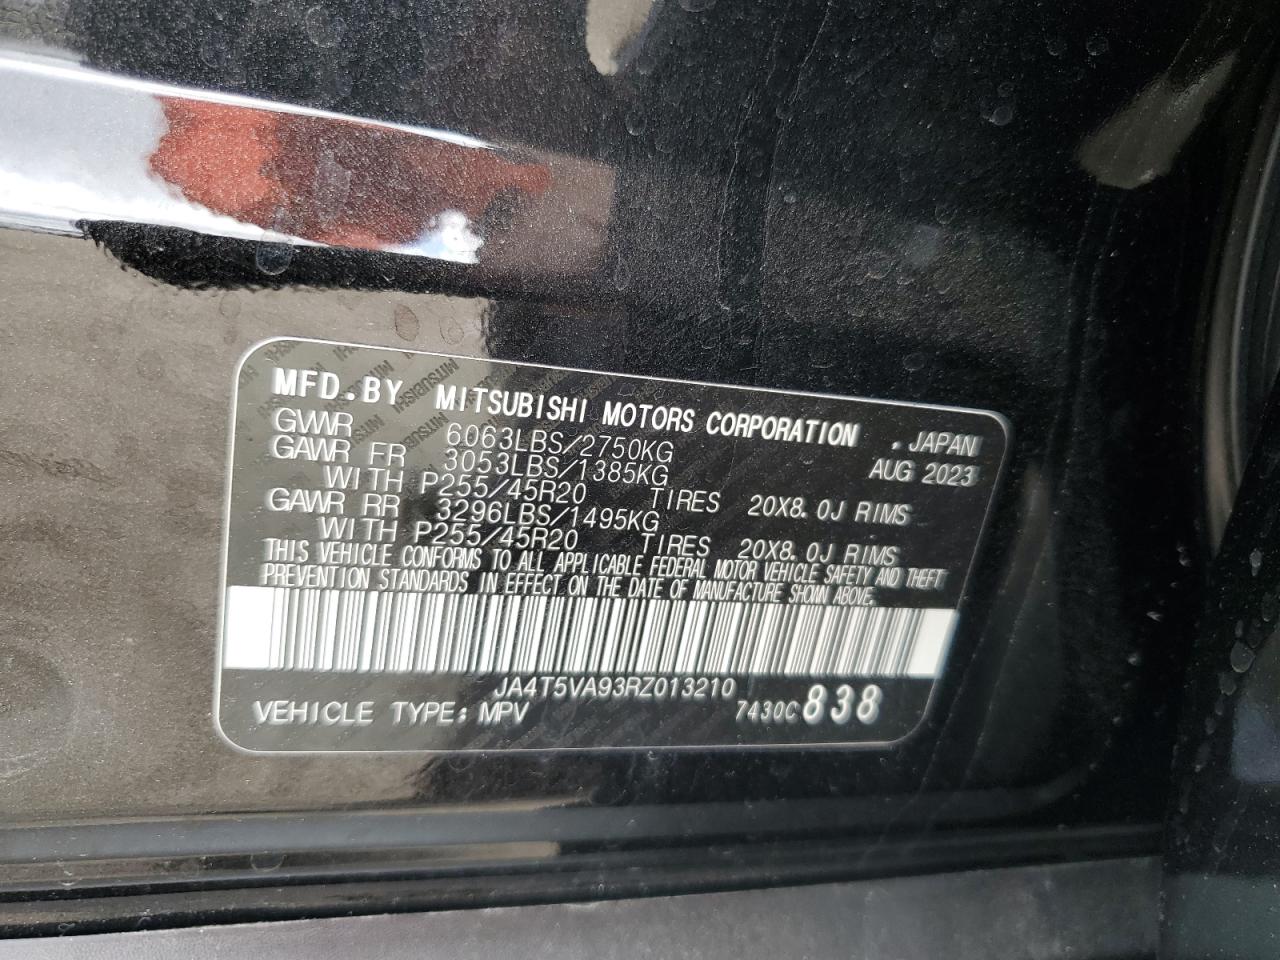 MFD.BY MITSUBISHI MOTORS CORPORATION , JAPAN
GVWR 6063LBS/2750KG AUG 2023
GAWR FR 3053LBS/1385KG
WITH P255/45R20 TIRES 20X8.0J RIMS
GAWR RR 3296LBS/1495KG
WITH P255/45R20 TIRES 20X8.0J RIMS
THIS VEHICLE CONFORMS TO ALL APPLICABLE FEDERAL MOTOR VEHICLE SAFETY AND THEFT
PREVENTION STANDARDS IN EFFECT ON THE DATE OF MANUFACTURE SHOWN ABOVE.
JA4T5VA93RZ013210
VEHICLE TYPE: MPV 7430C 838